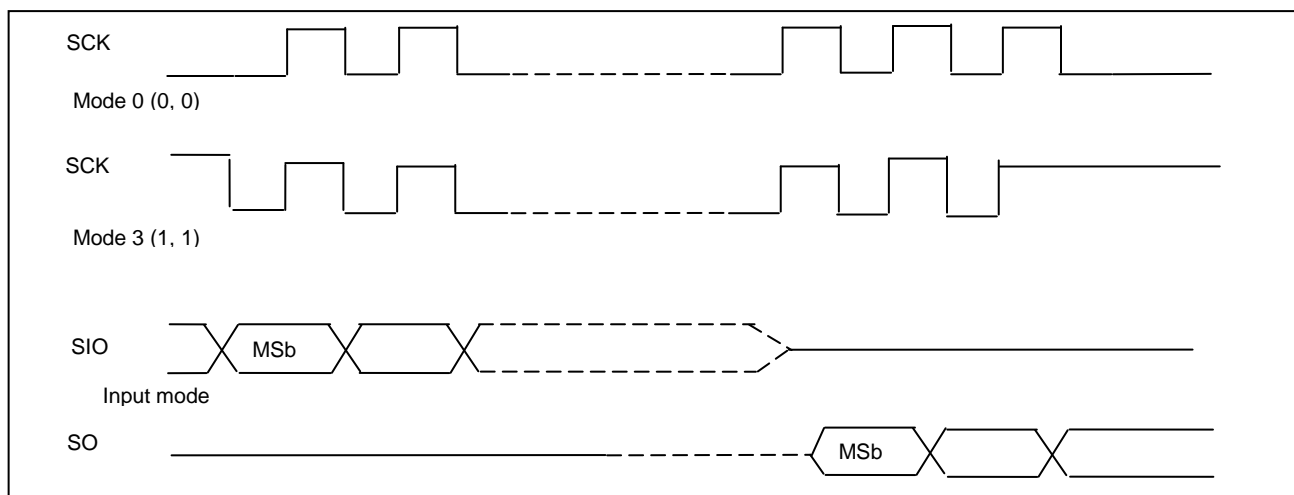 SCK
Mode 0 (0, 0)
SCK
Mode 3 (1, 1)
SIO
MSb
Input mode
SO
MSb